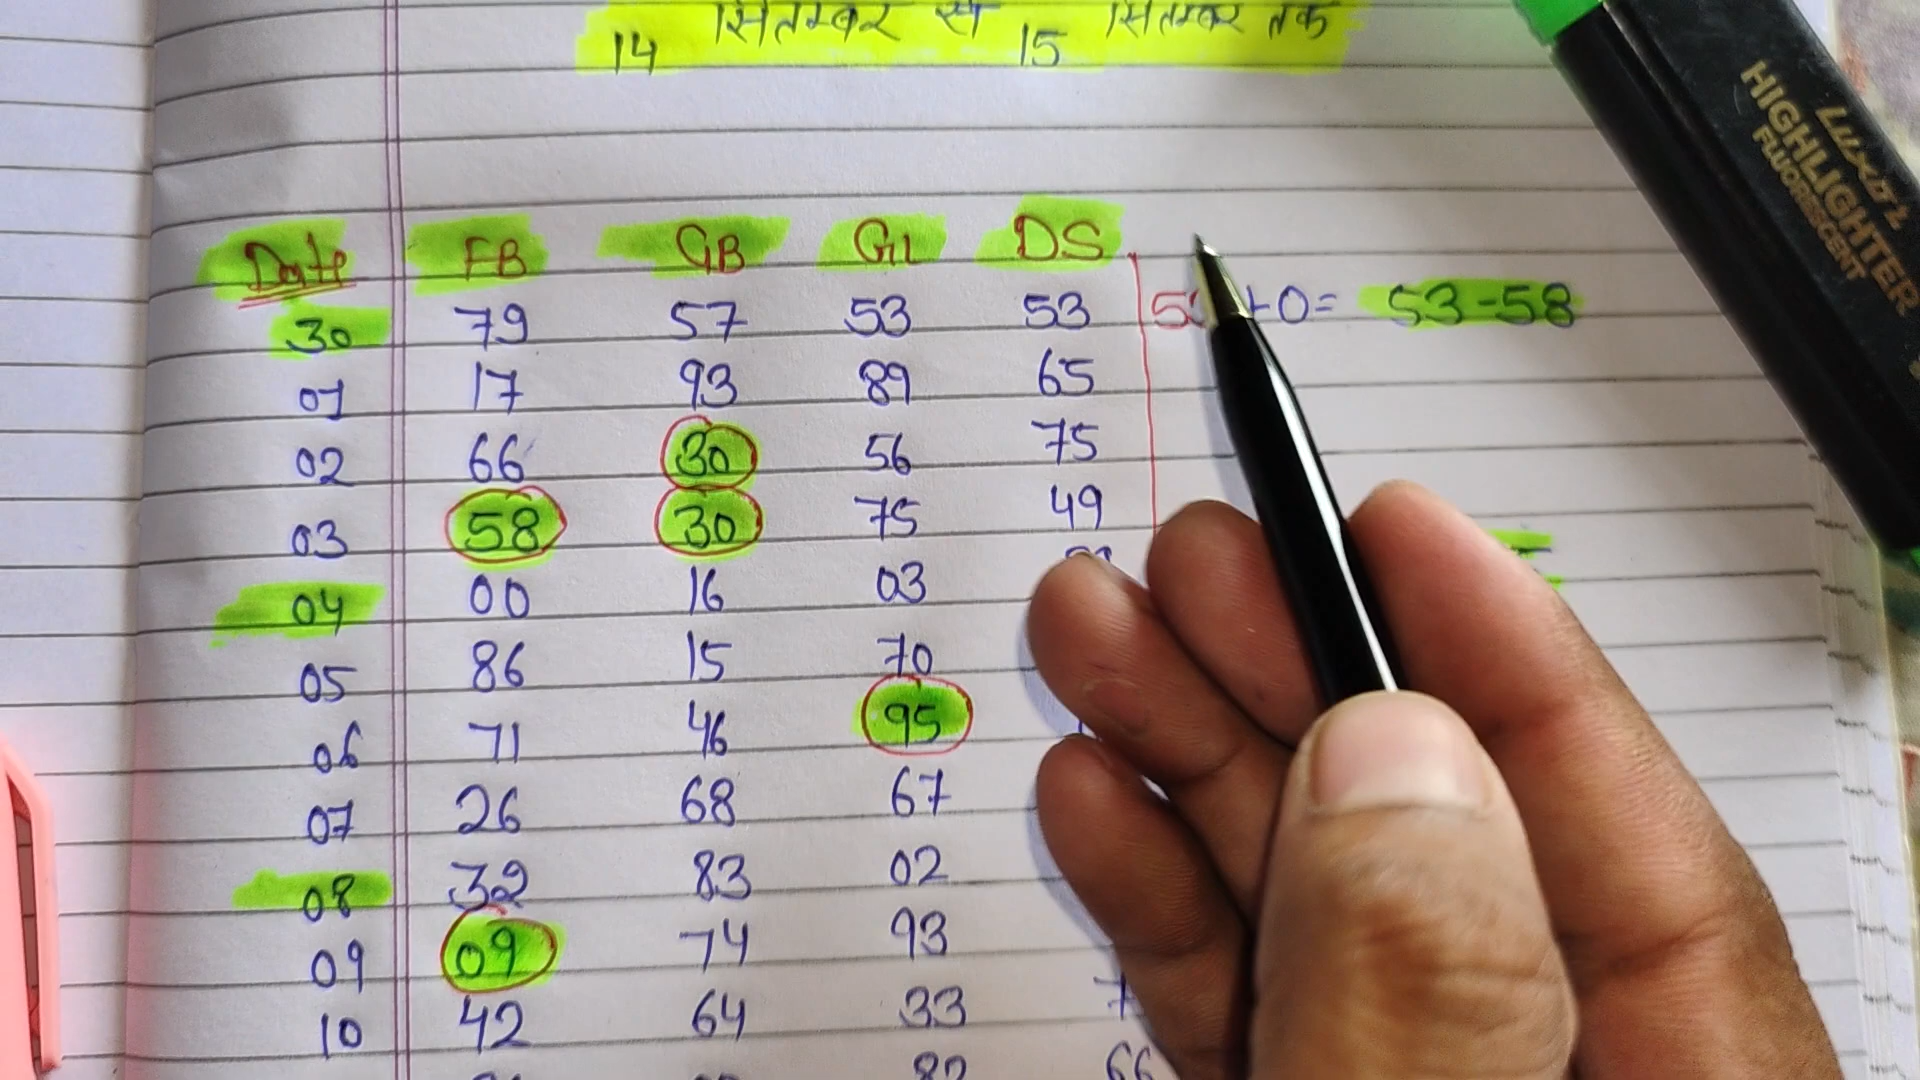 14 सितम्बर से 15 सितम्बर तक
Luxor
HIGHLIGHTER
FLUORESCENT
Date FB GB GL DS
30 79 57 53 53 +0= 53-58
01 17 93 89 65
02 66 30 56 75
03 58 30 75 49
04 00 16 03
05 86 15 70
06 71 46 95
07 26 68 67
08 32 83 02
09 09 74 93
10 42 64 33
82 66